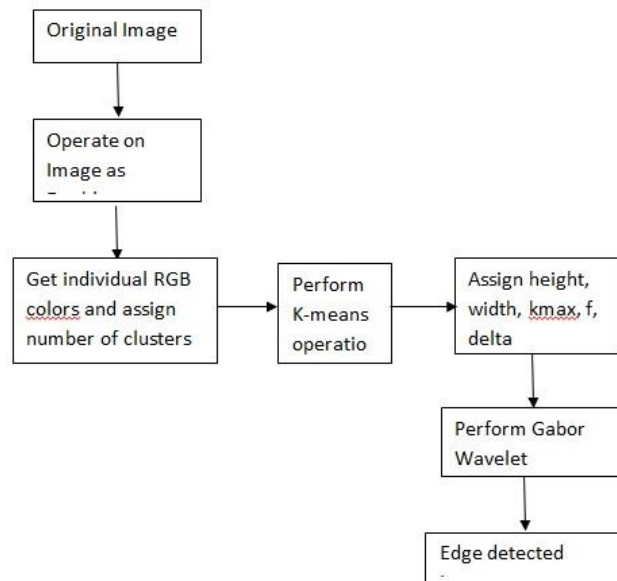 Original Image
Operate on
Image as
Get individual RGB
colors and assign
number of clusters
Perform
K-means
operatio
Assign height,
width, kmax, f,
delta
Perform Gabor
Wavelet
Edge detected